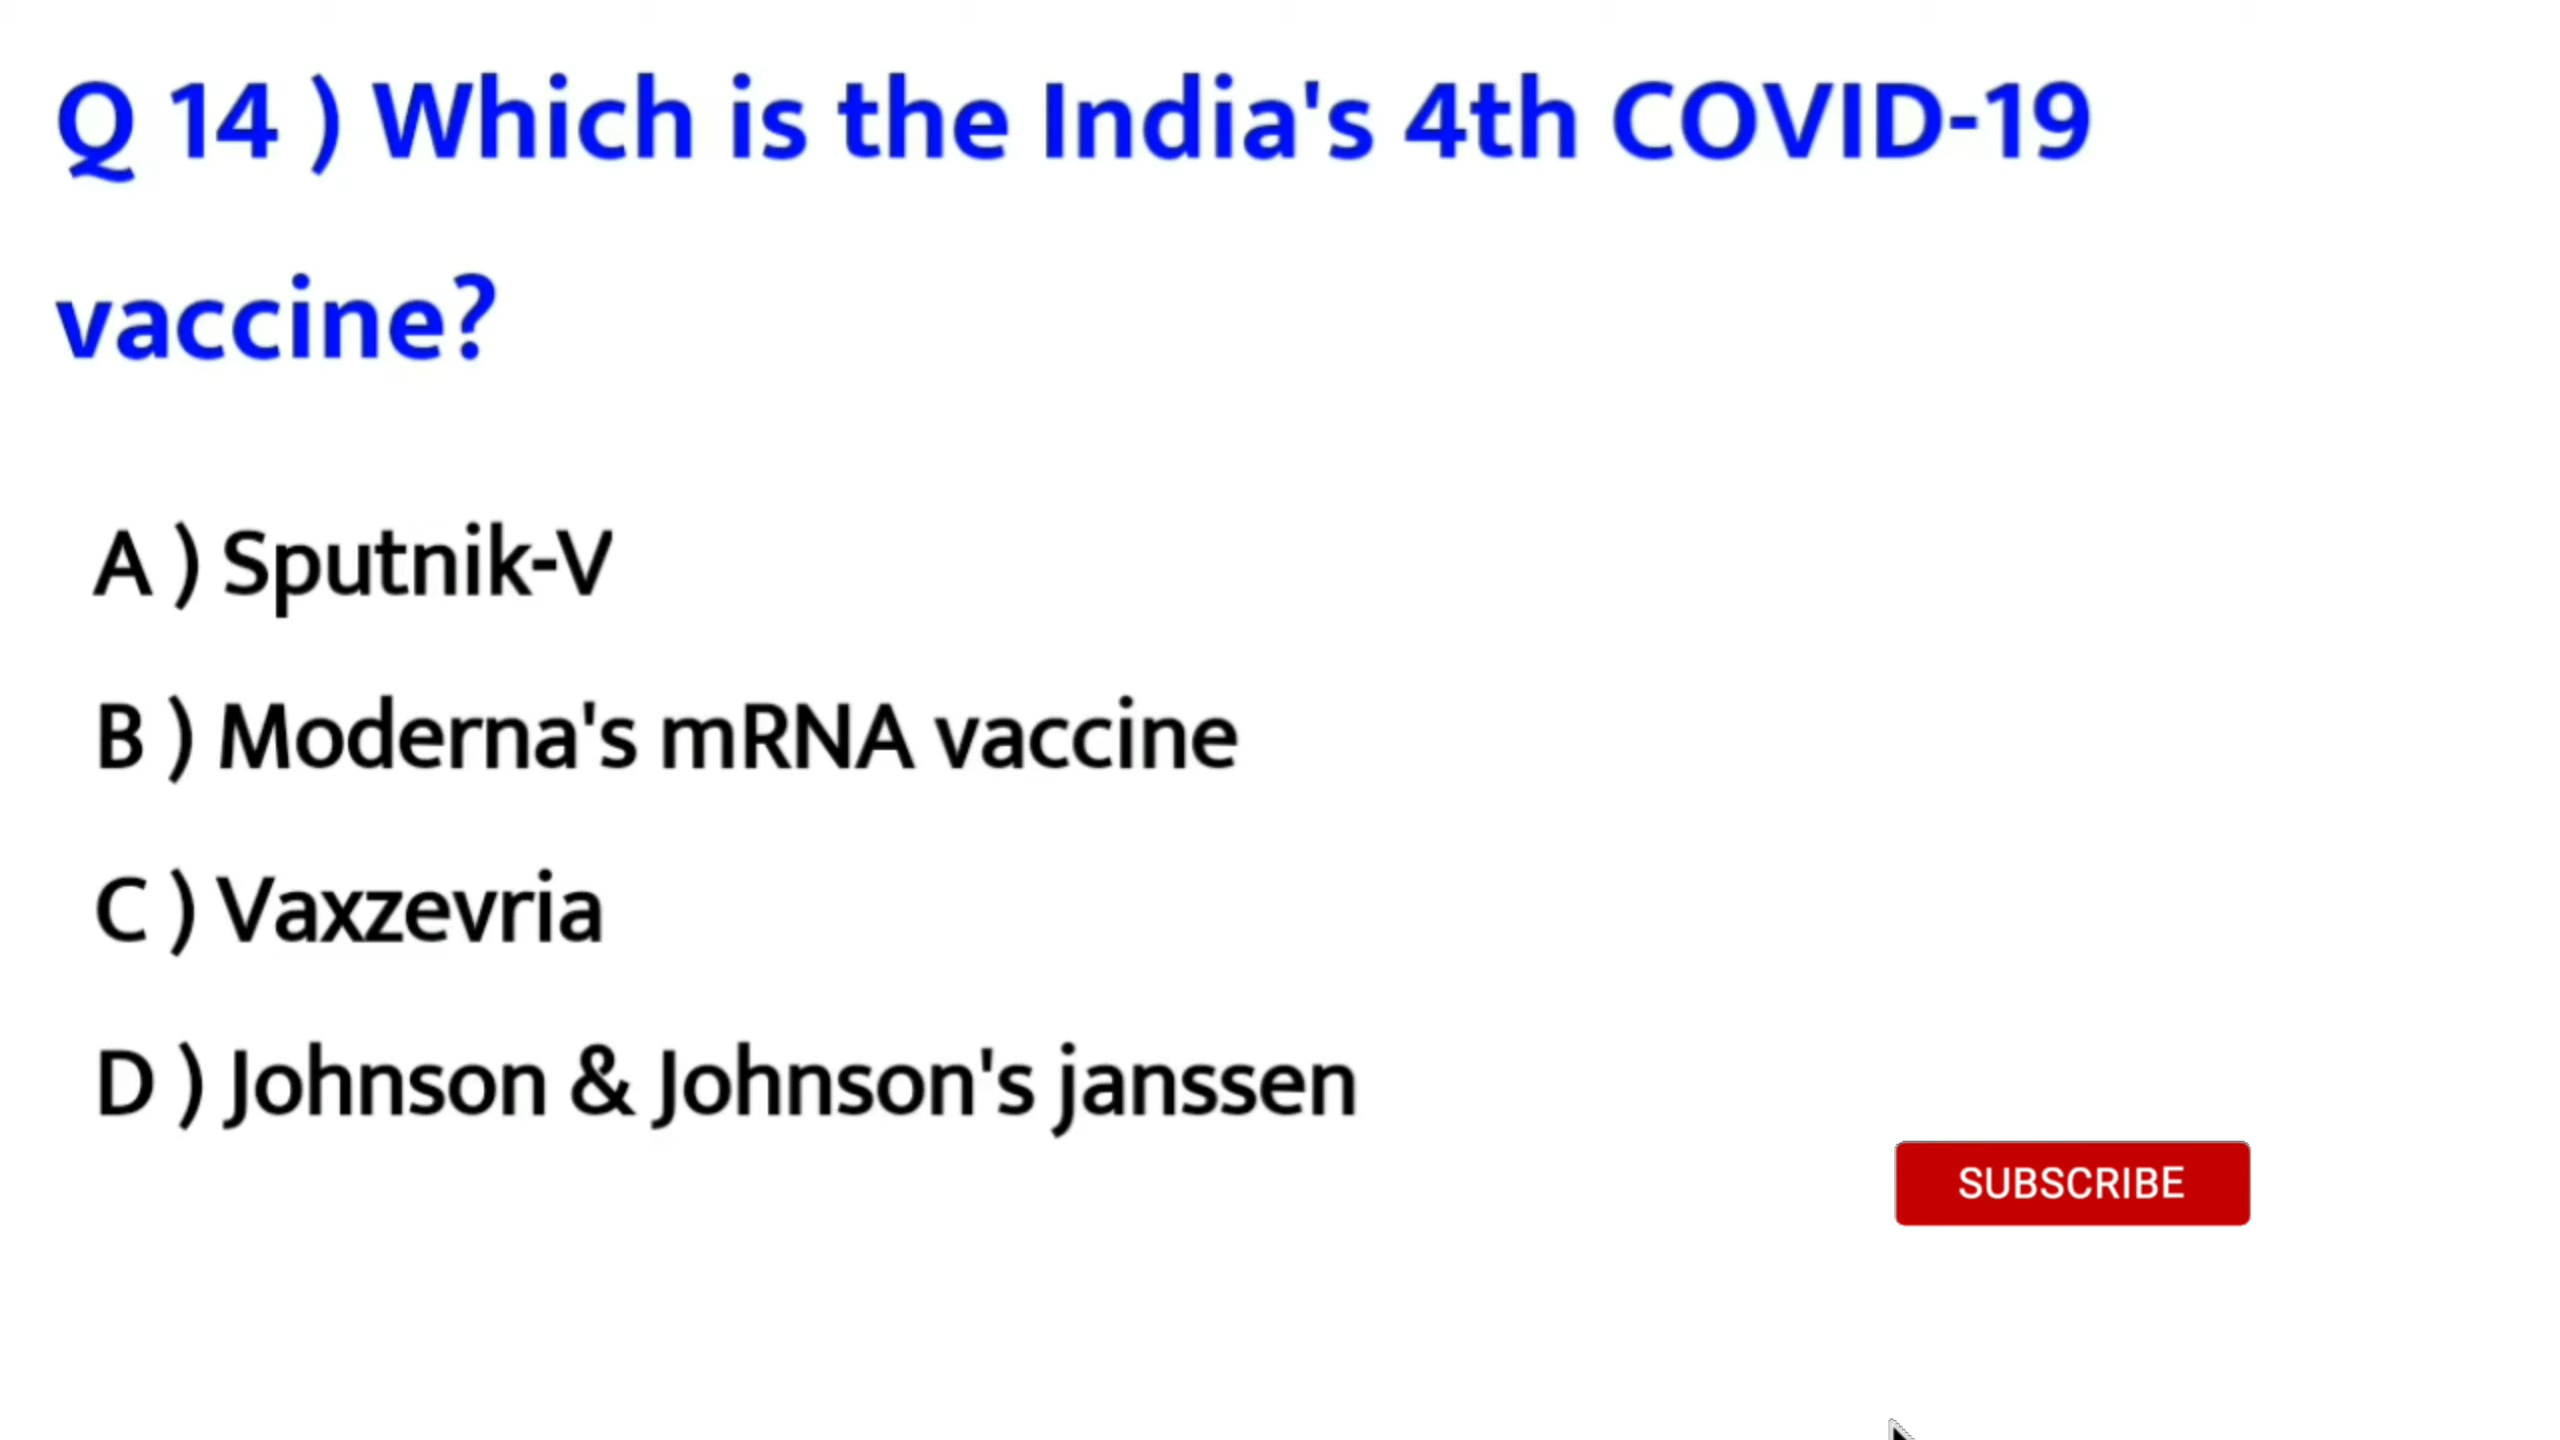 Q 14 ) Which is the India's 4th COVID-19
vaccine?
A ) Sputnik-V
B ) Moderna's mRNA vaccine
C ) Vaxzevria
D ) Johnson & Johnson's janssen
SUBSCRIBE